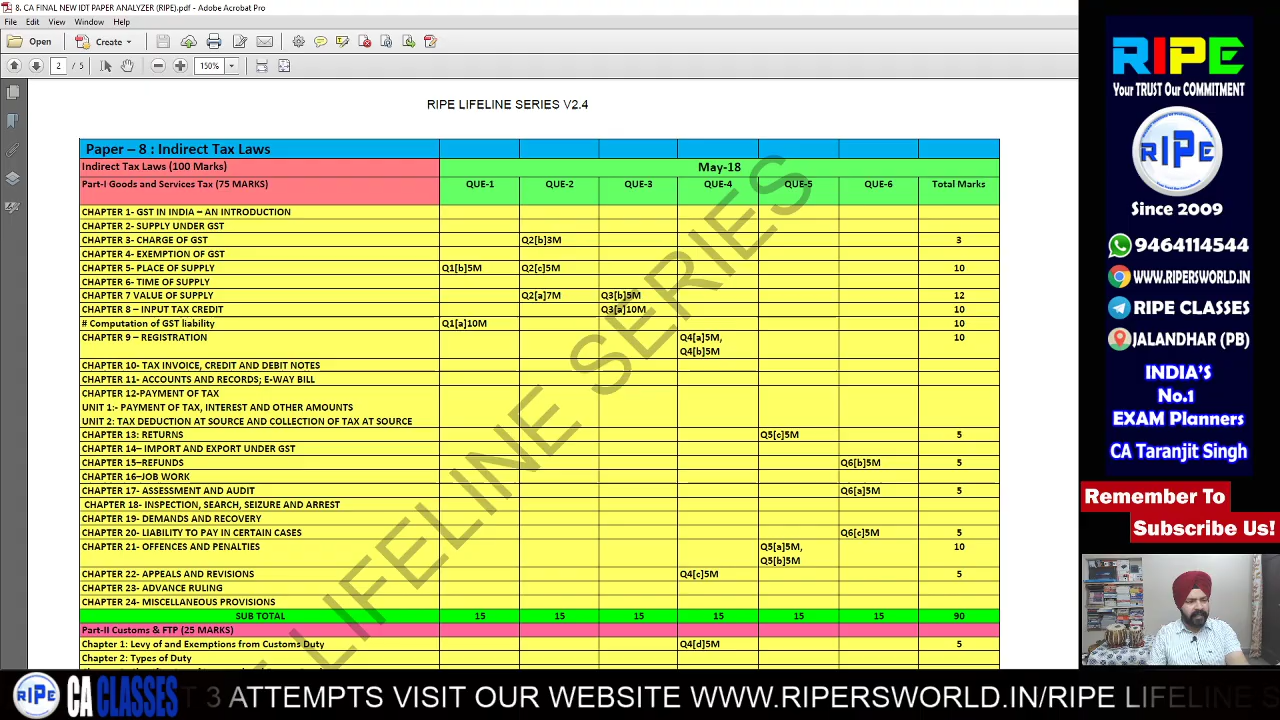 8. CA FINAL NEW IDT PAPER ANALYZER (RIPE).pdf - Adobe Acrobat Pro
File Edit View Window Help
Open Create
2 / 5 150%
RIPE LIFELINE SERIES V2.4
Paper – 8 : Indirect Tax Laws
Indirect Tax Laws (100 Marks) May-18
Part-I Goods and Services Tax (75 MARKS) QUE-1 QUE-2 QUE-3 QUE-4 QUE-5 QUE-6 Total Marks
CHAPTER 1- GST IN INDIA – AN INTRODUCTION
CHAPTER 2- SUPPLY UNDER GST
CHAPTER 3- CHARGE OF GST Q2[b]3M 3
CHAPTER 4- EXEMPTION OF GST
CHAPTER 5- PLACE OF SUPPLY Q1[b]5M Q2[c]5M 10
CHAPTER 6- TIME OF SUPPLY
CHAPTER 7 VALUE OF SUPPLY Q2[a]7M Q3[b]5M 12
CHAPTER 8 – INPUT TAX CREDIT Q3[a]10M 10
# Computation of GST liability Q1[a]10M 10
CHAPTER 9 – REGISTRATION Q4[a]5M, 10
Q4[b]5M
CHAPTER 10- TAX INVOICE, CREDIT AND DEBIT NOTES
CHAPTER 11- ACCOUNTS AND RECORDS; E-WAY BILL
CHAPTER 12-PAYMENT OF TAX
UNIT 1:- PAYMENT OF TAX, INTEREST AND OTHER AMOUNTS
UNIT 2: TAX DEDUCTION AT SOURCE AND COLLECTION OF TAX AT SOURCE
CHAPTER 13: RETURNS Q5[c]5M 5
CHAPTER 14– IMPORT AND EXPORT UNDER GST
CHAPTER 15–REFUNDS Q6[b]5M 5
CHAPTER 16–JOB WORK
CHAPTER 17- ASSESSMENT AND AUDIT Q6[a]5M 5
CHAPTER 18- INSPECTION, SEARCH, SEIZURE AND ARREST
CHAPTER 19- DEMANDS AND RECOVERY
CHAPTER 20- LIABILITY TO PAY IN CERTAIN CASES Q6[c]5M 5
CHAPTER 21- OFFENCES AND PENALTIES Q5[a]5M, 10
Q5[b]5M
CHAPTER 22- APPEALS AND REVISIONS Q4[c]5M 5
CHAPTER 23- ADVANCE RULING
CHAPTER 24- MISCELLANEOUS PROVISIONS
SUB TOTAL 15 15 15 15 15 15 90
Part-II Customs & FTP (25 MARKS)
Chapter 1: Levy of and Exemptions from Customs Duty Q4[d]5M 5
Chapter 2: Types of Duty
LIFELINE SERIES
RIPE
Your TRUST Our COMMITMENT
RIPE
Since 2009
9464114544
WWW.RIPERSWORLD.IN
RIPE CLASSES
JALANDHAR (PB)
INDIA'S
No.1
EXAM Planners
CA Taranjit Singh
Remember To
Subscribe Us!
RIPE CA CLASSES
3 ATTEMPTS VISIT OUR WEBSITE WWW.RIPERSWORLD.IN/RIPE LIFELINE